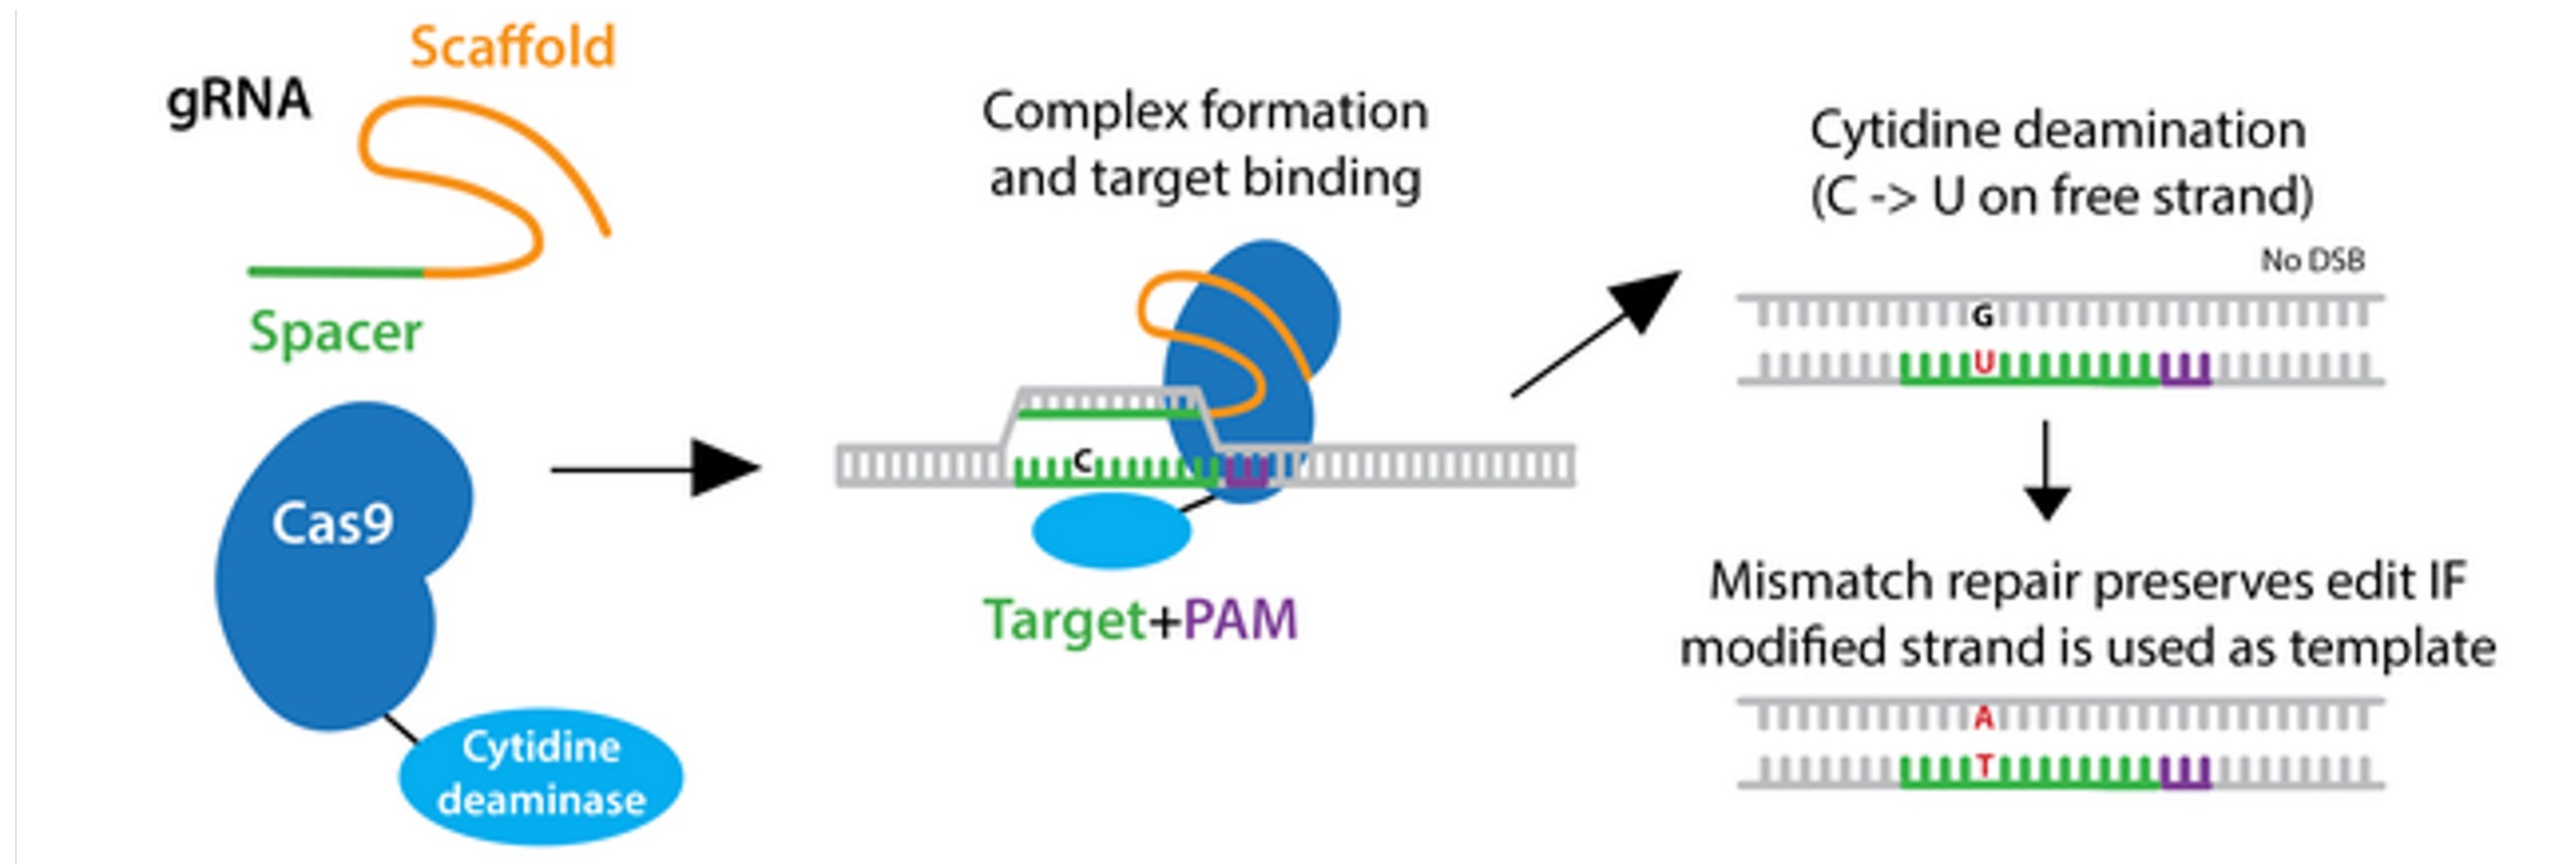 Scaffold
gRNA
Spacer
Cas9
Cytidine
deaminase
Complex formation
and target binding
C
Target+PAM
Cytidine deamination
(C -> U on free strand)
No DSB
G
U
Mismatch repair preserves edit IF
modified strand is used as template
A
T